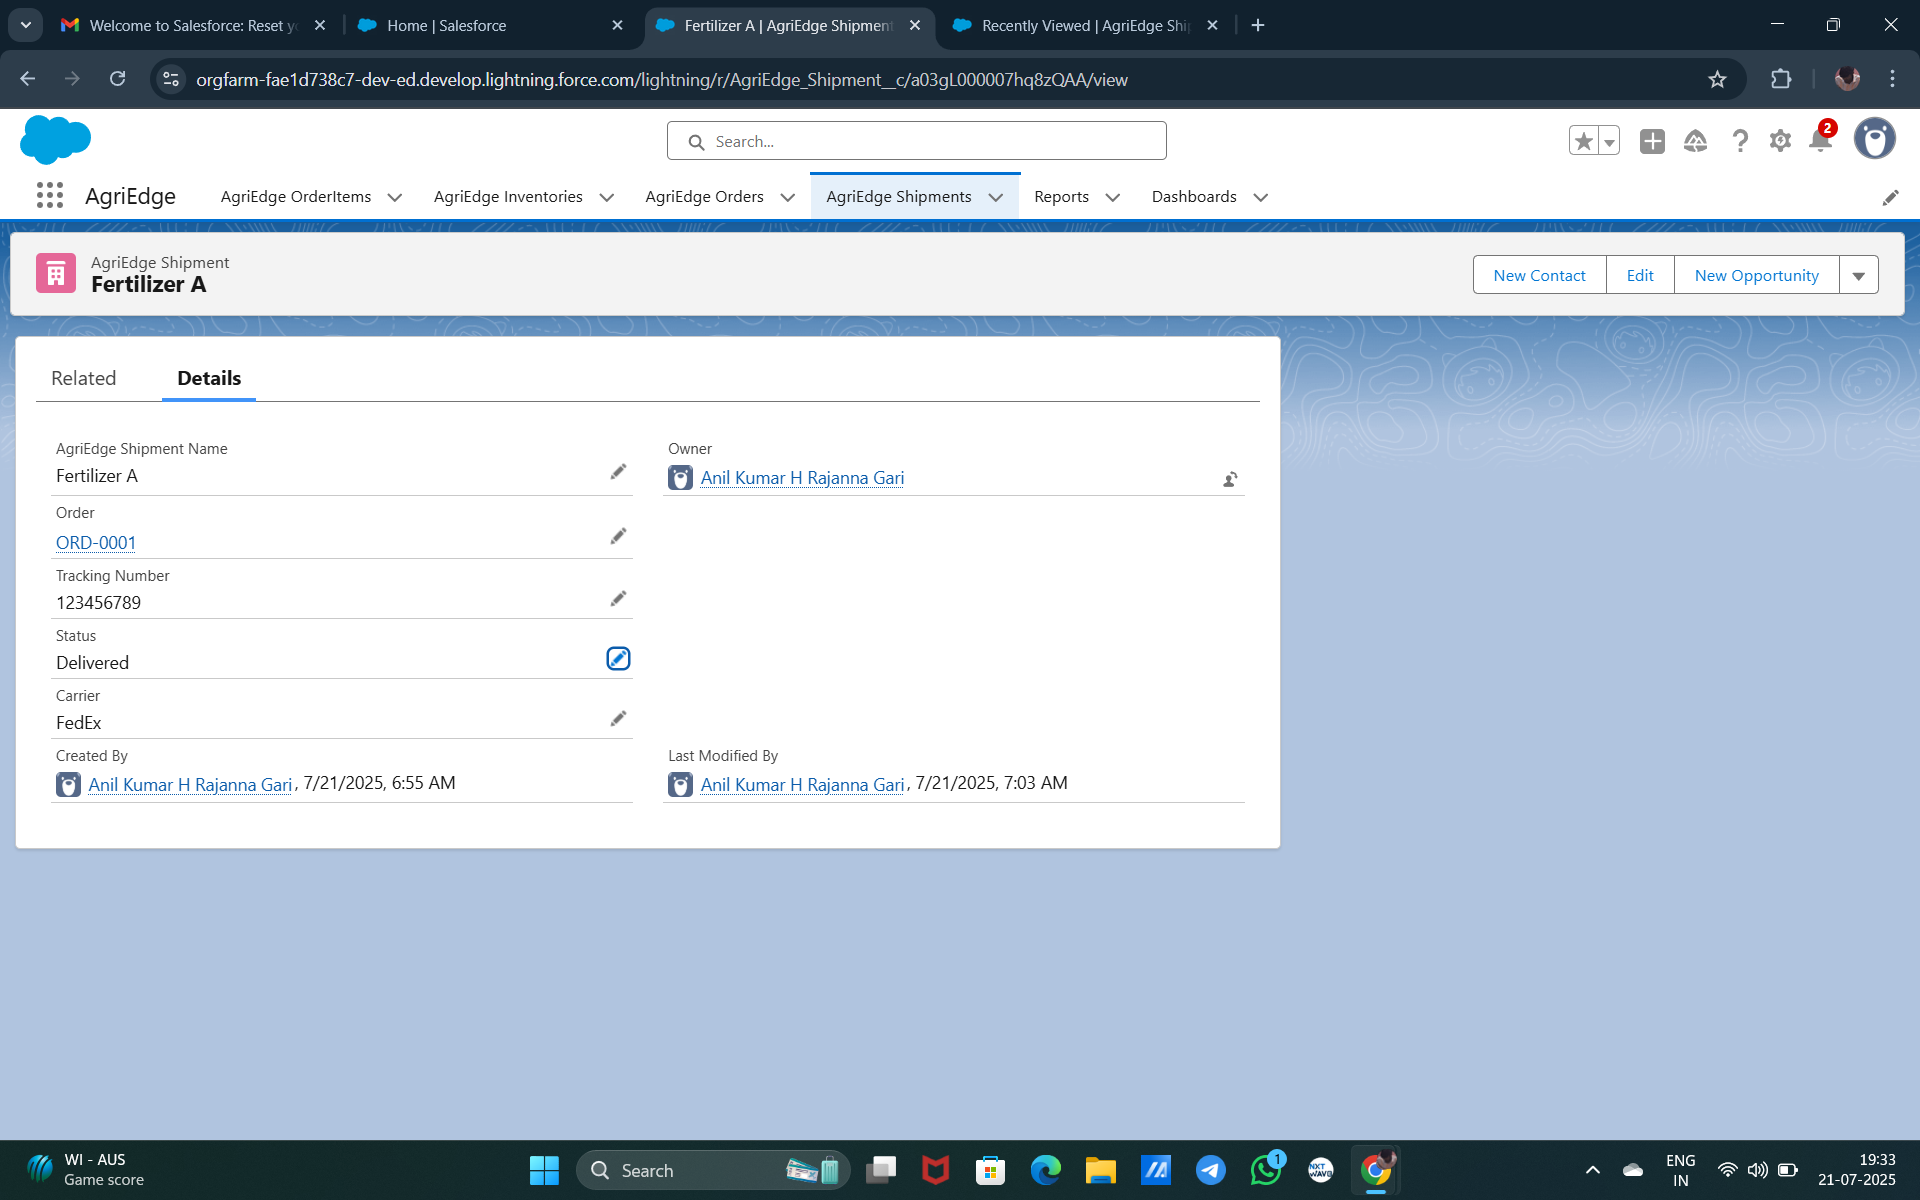 Welcome to Salesforce: Reset yo
Home | Salesforce
Fertilizer A | AgriEdge Shipment
Recently Viewed | AgriEdge Ship
orgfarm-fae1d738c7-dev-ed.develop.lightning.force.com/lightning/r/AgriEdge_Shipment__c/a03gL000007hq8zQAA/view
Search...
2
AgriEdge
AgriEdge OrderItems
AgriEdge Inventories
AgriEdge Orders
AgriEdge Shipments
Reports
Dashboards
AgriEdge Shipment
Fertilizer A
New Contact
Edit
New Opportunity
Related
Details
AgriEdge Shipment Name
Fertilizer A
Owner
Anil Kumar H Rajanna Gari
Order
ORD-0001
Tracking Number
123456789
Status
Delivered
Carrier
FedEx
Created By
Anil Kumar H Rajanna Gari, 7/21/2025, 6:55 AM
Last Modified By
Anil Kumar H Rajanna Gari, 7/21/2025, 7:03 AM
WI - AUS
Game score
Search
1
NXT
WAVE
ENG
IN
19:33
21-07-2025